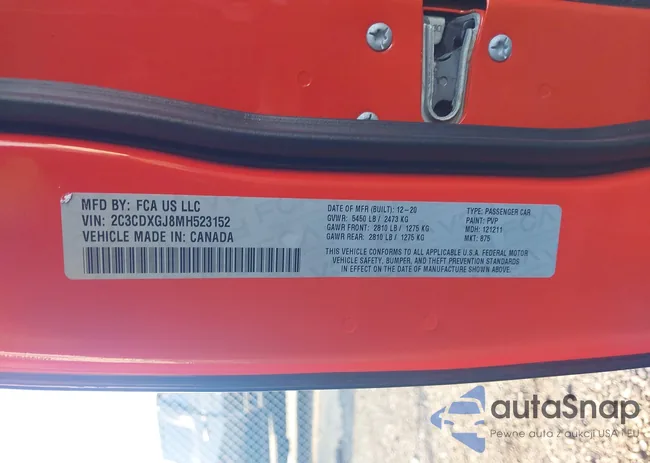 MFD BY: FCA US LLC
VIN: 2C3CDXGJ8MH523152
VEHICLE MADE IN: CANADA
DATE OF MFR (BUILT): 12-20
GVWR: 5450 LB / 2473 KG
GAWR FRONT: 2810 LB / 1275 KG
GAWR REAR: 2810 LB / 1275 KG
TYPE: PASSENGER CAR
PAINT: PVP
MDH: 121211
MKT: 875
THIS VEHICLE CONFORMS TO ALL APPLICABLE U.S.A. FEDERAL MOTOR
VEHICLE SAFETY, BUMPER, AND THEFT PREVENTION STANDARDS
IN EFFECT ON THE DATE OF MANUFACTURE SHOWN ABOVE.
autaSnap
Pewne auto z aukcji USA i EU